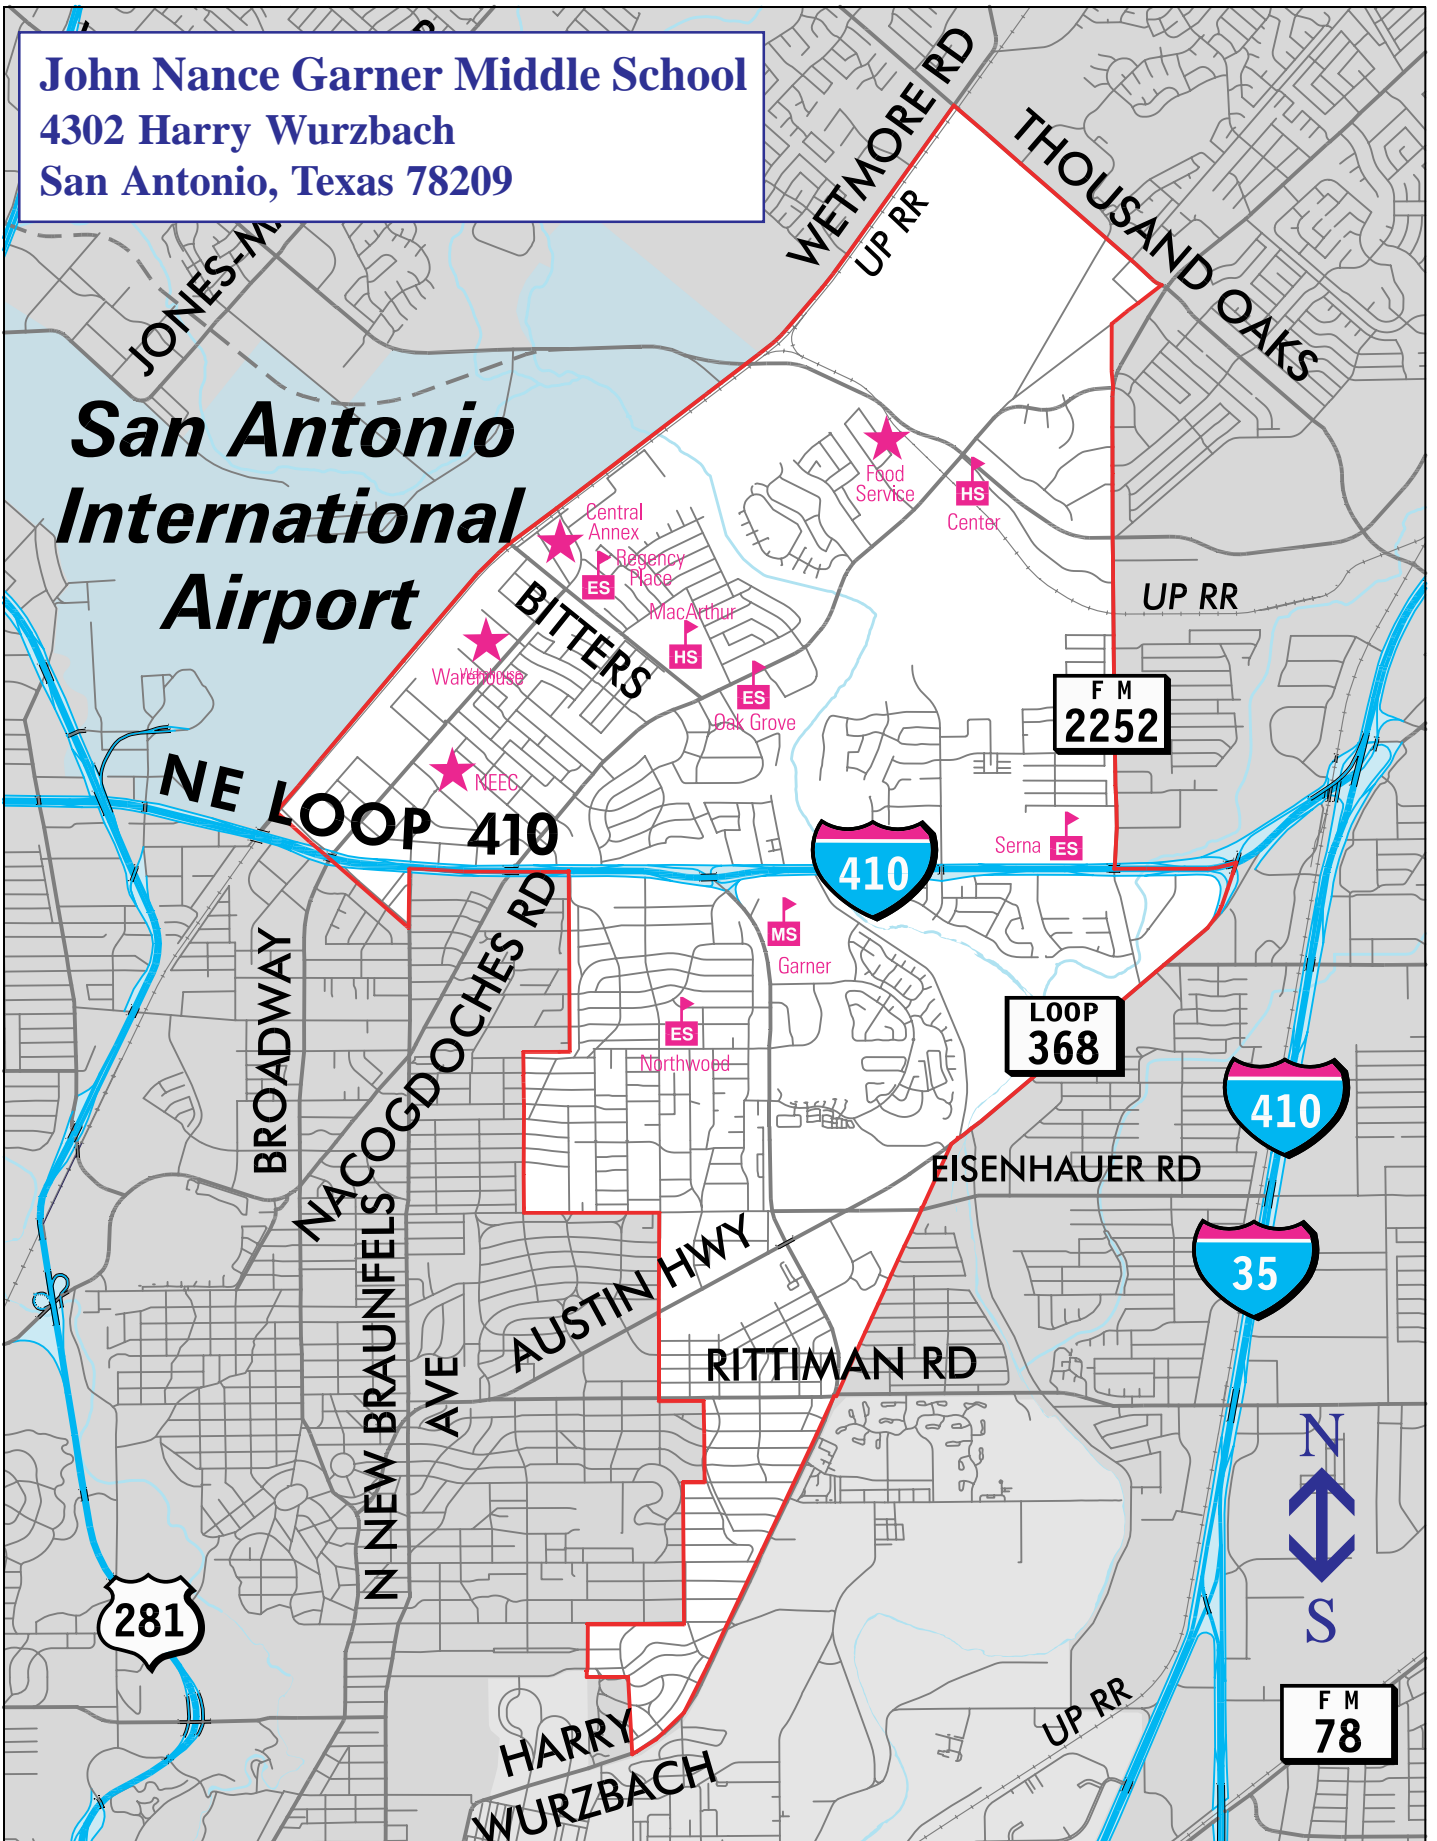 John Nance Garner Middle School
4302 Harry Wurzbach
San Antonio, Texas 78209
WETMORE RD
UP RR
THOUSAND OAKS
San Antonio
International
Airport
Food
Service
HS
Center
Central
Annex
Regency
Place
ES
MacArthur
HS
BITTERS
UP RR
Warehouse
Warehouse
ES
Oak Grove
F M
2252
NEEC
NE LOOP 410
410
Serna
ES
MS
Garner
BROADWAY
NACOGDOCHES RD
ES
Northwood
LOOP
368
410
EISENHAUER RD
N NEW BRAUNFELS
AVE
AUSTIN HWY
35
RITTIMAN RD
N
S
281
UP RR
F M
78
HARRY
WURZBACH